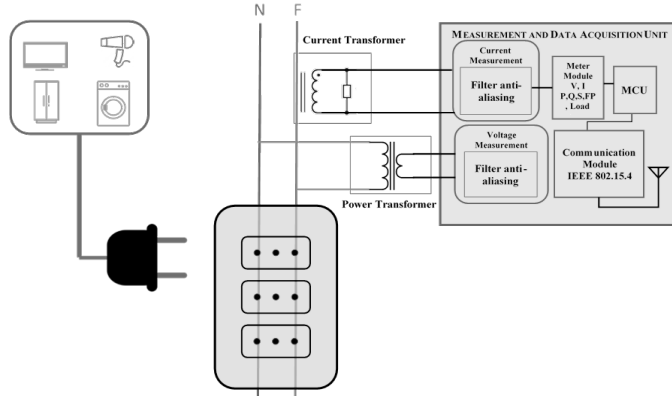 N F
Current Transformer
MEASUREMENT AND DATA ACQUISITION UNIT
Current
Measurement
Filter anti-
aliasing
Meter
Module
V, I
P,Q,S,FP
, Load
MCU
Voltage
Measurement
Filter anti-
aliasing
Communication
Module
IEEE 802.15.4
Power Transformer